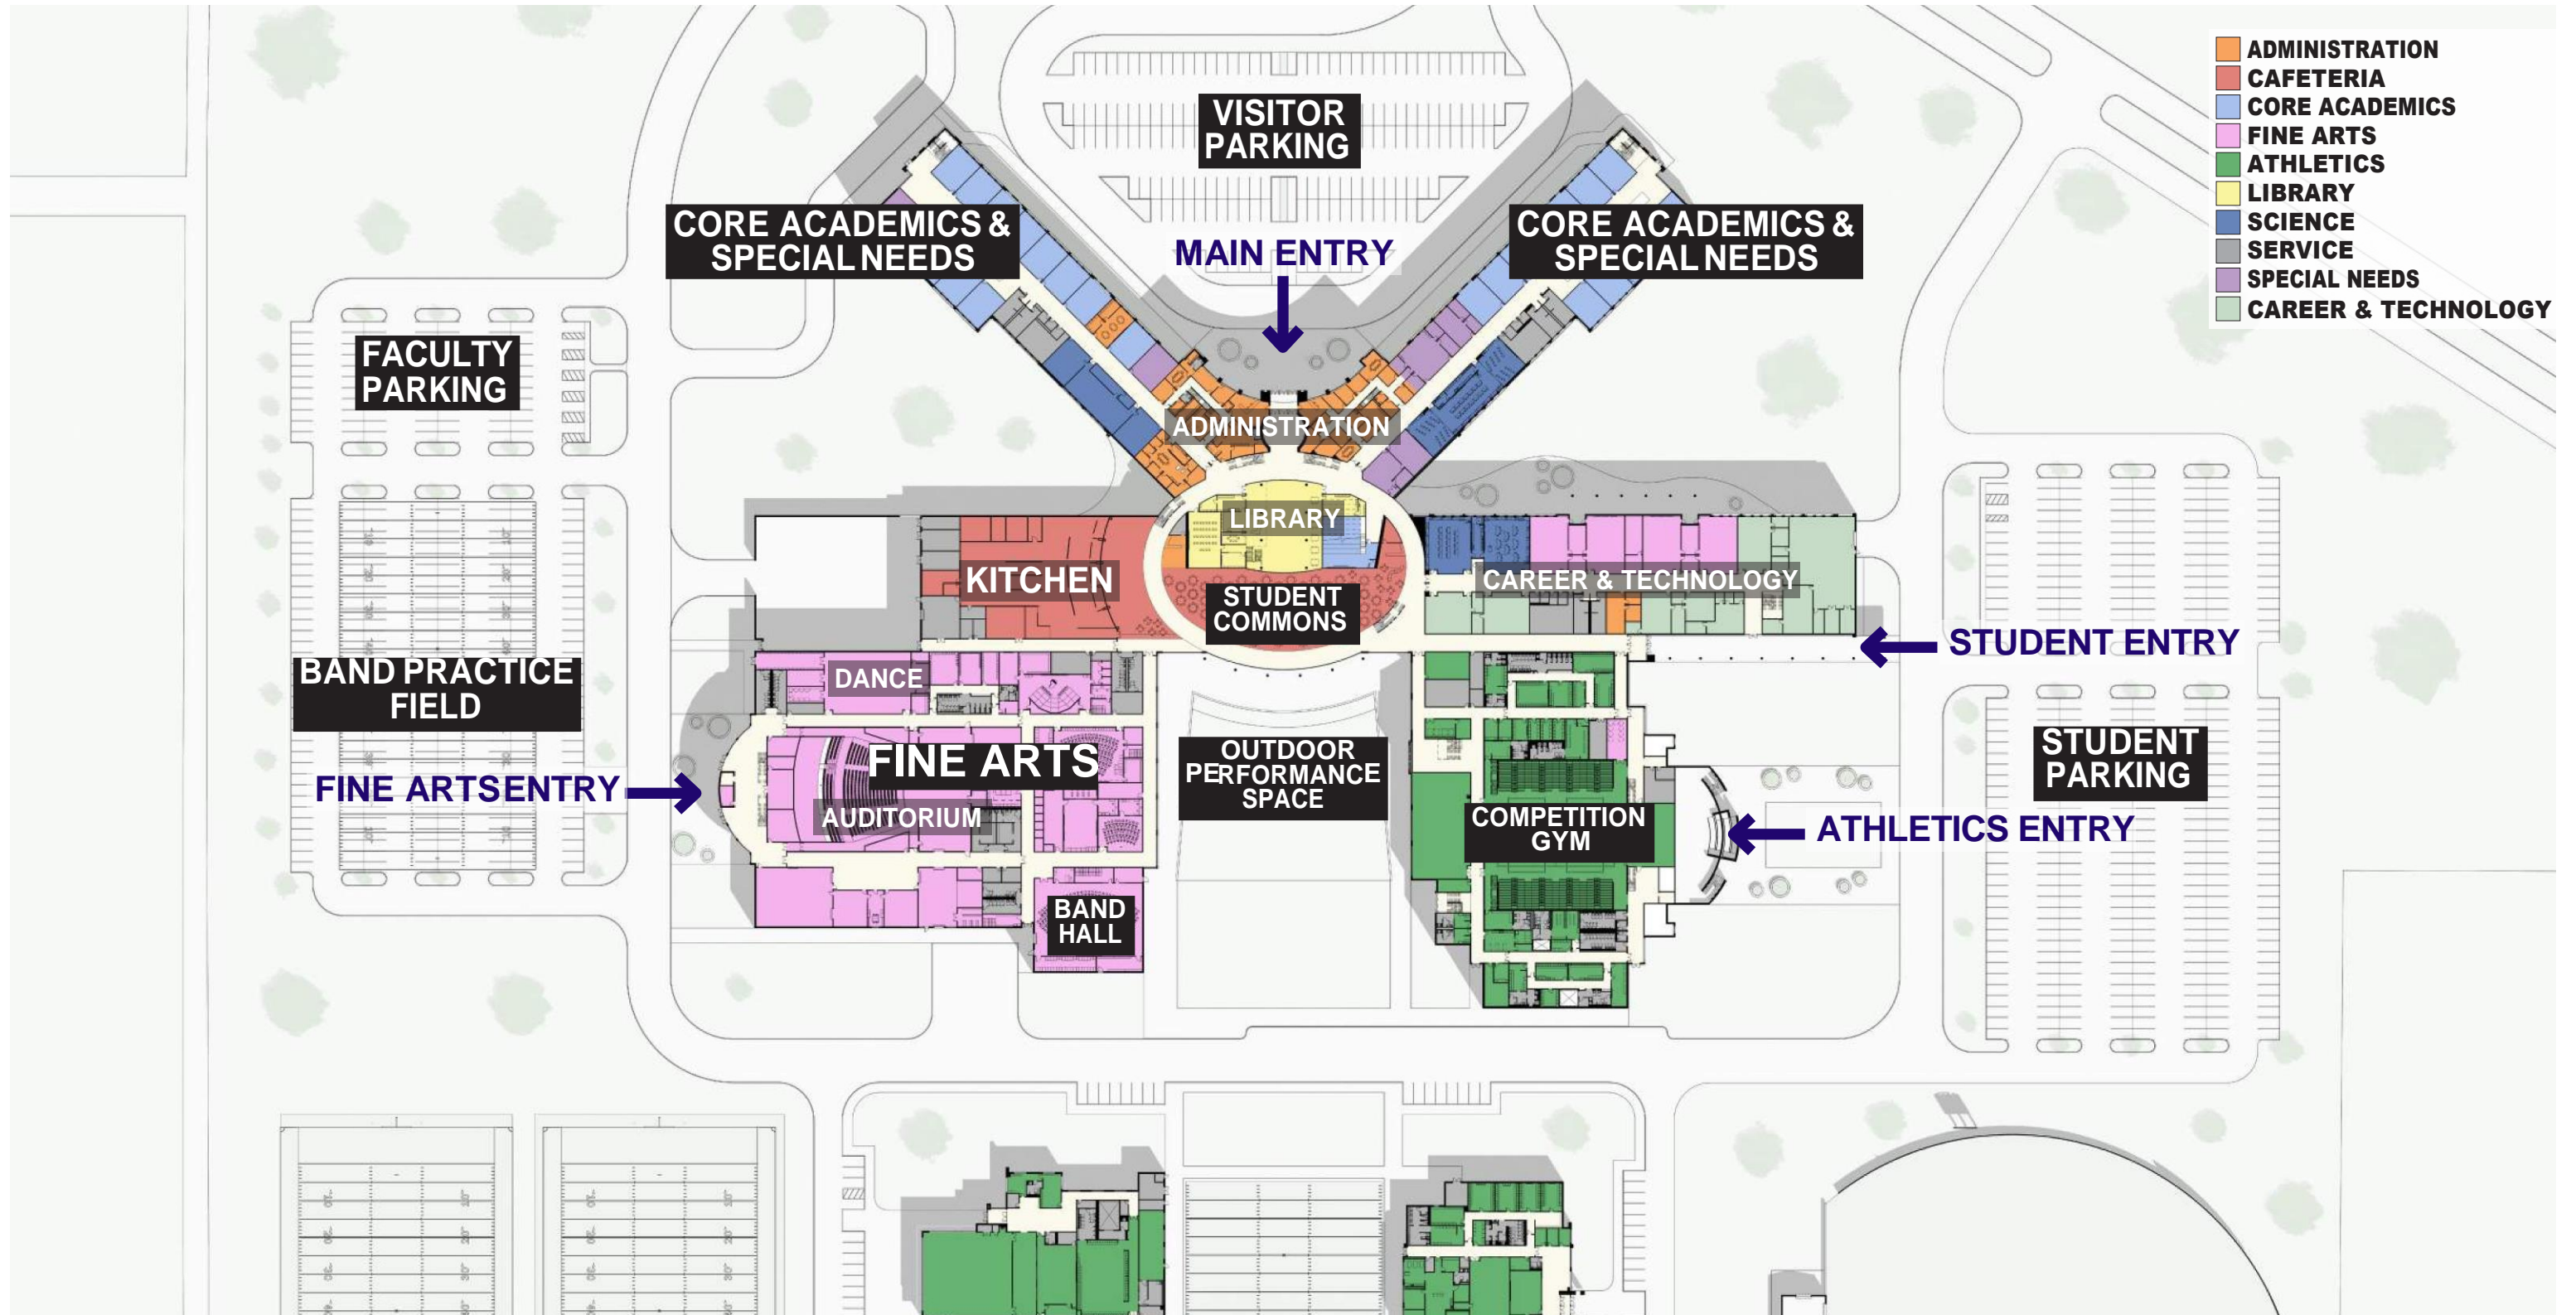 VISITOR
PARKING
ADMINISTRATION
CAFETERIA
CORE ACADEMICS
FINE ARTS
ATHLETICS
LIBRARY
SCIENCE
SERVICE
SPECIAL NEEDS
CAREER & TECHNOLOGY
CORE ACADEMICS &
SPECIAL NEEDS
MAIN ENTRY
CORE ACADEMICS &
SPECIAL NEEDS
FACULTY
PARKING
ADMINISTRATION
LIBRARY
KITCHEN
STUDENT
COMMONS
CAREER & TECHNOLOGY
STUDENT ENTRY
BAND PRACTICE
FIELD
DANCE
FINE ARTS
AUDITORIUM
FINE ARTS ENTRY
OUTDOOR
PERFORMANCE
SPACE
COMPETITION
GYM
STUDENT
PARKING
ATHLETICS ENTRY
BAND
HALL